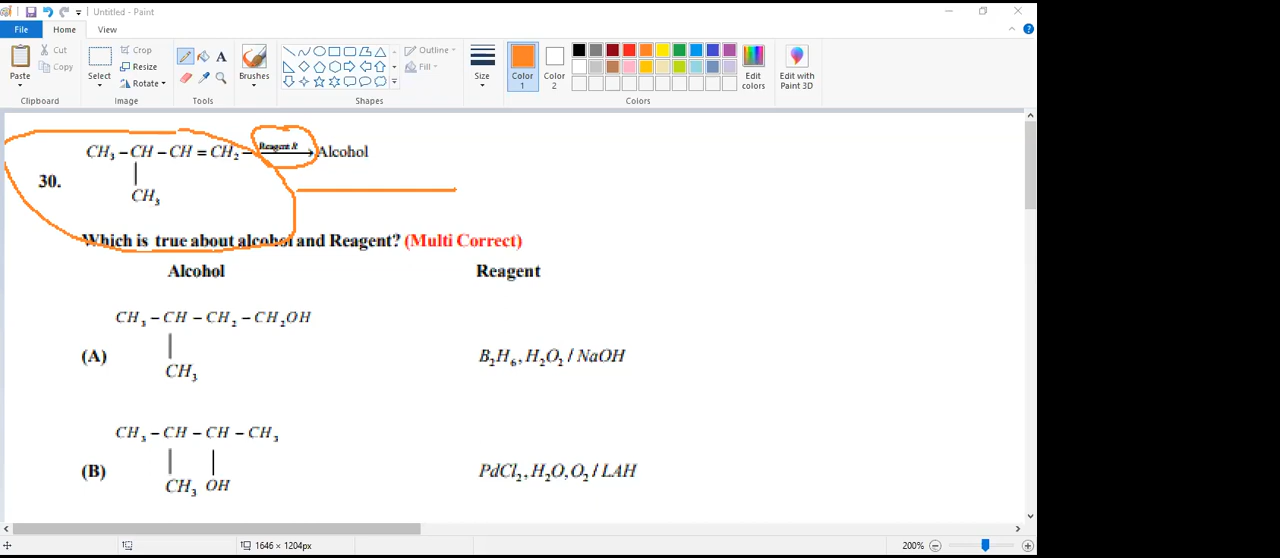 Untitled - Paint
File Home View
Paste
Cut
Copy
Clipboard
Select
Crop
Resize
Rotate
Image
Tools
Brushes
Shapes
Outline
Fill
Size
Color 1
Color 2
Colors
Edit colors
Edit with Paint 3D
CH₃ – CH – CH = CH₂ Reagent R → Alcohol
|
30.
CH₃
Which is true about alcohol and Reagent? (Multi Correct)
Alcohol Reagent
CH₃ – CH – CH₂ – CH₂OH
|
(A) B₂H₆, H₂O₂ / NaOH
CH₃
CH₃ – CH – CH – CH₃
| |
(B) PdCl₂, H₂O, O₂ / LAH
CH₃ OH
1646 × 1204px 200%